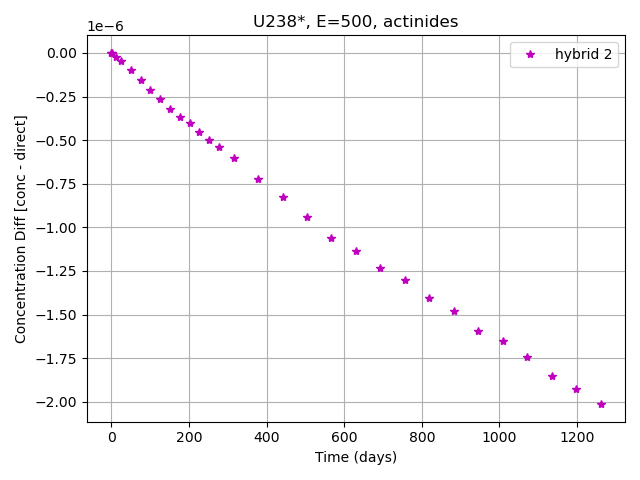 U238*, E=500, actinides
1e−6
hybrid 2
0.00
−0.25
−0.50
−0.75
−1.00
−1.25
−1.50
−1.75
−2.00
Concentration Diff [conc - direct]
0 200 400 600 800 1000 1200
Time (days)